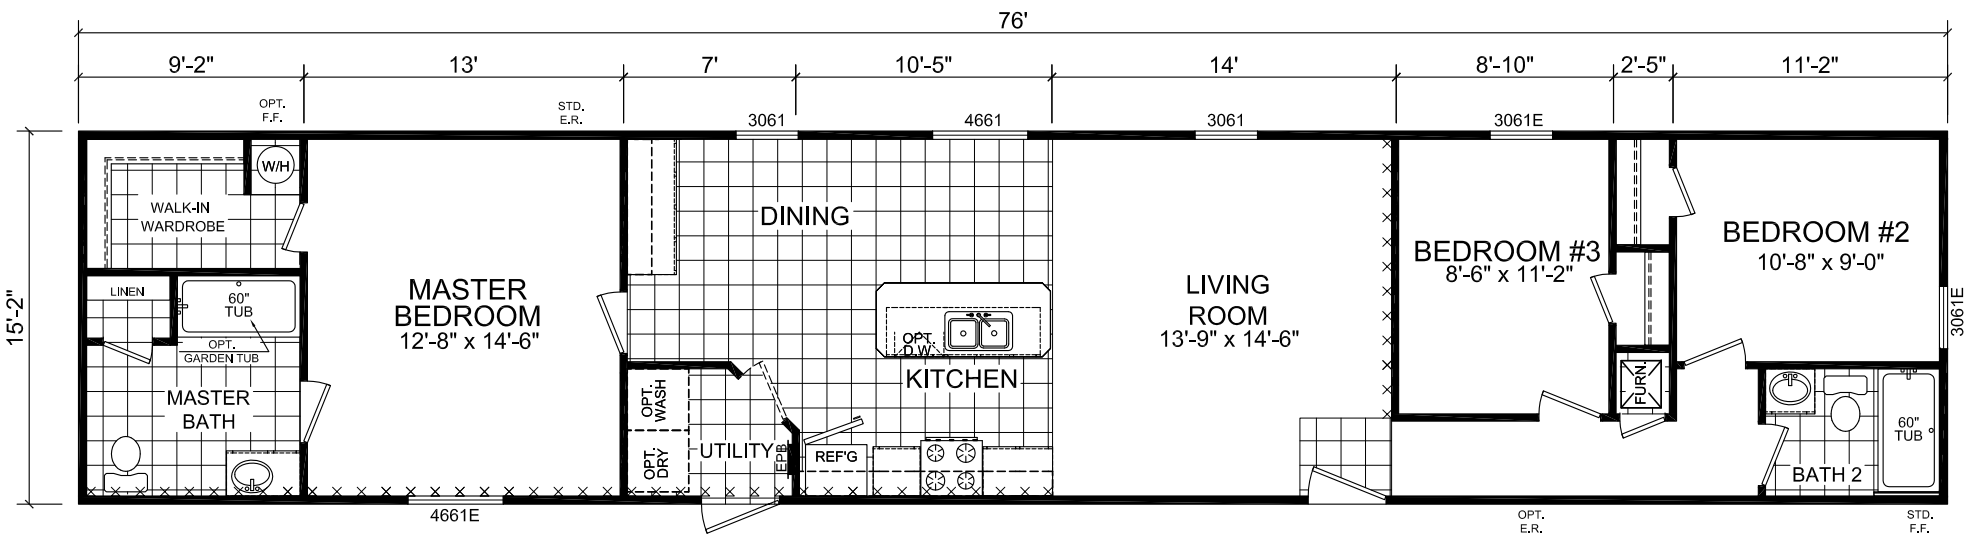 76'
9'-2"
13'
7'
10'-5"
14'
8'-10"
2'-5"
11'-2"
OPT.
F.F.
STD.
E.R.
3061
4661
3061
3061E
15'-2"
W/H
WALK-IN
WARDROBE
LINEN
60"
TUB
OPT.
GARDEN TUB
MASTER
BATH
MASTER
BEDROOM
12'-8" x 14'-6"
4661E
DINING
OPT.
D.W.
KITCHEN
OPT.
WASH
OPT.
DRY
UTILITY
EPB
REF'G
LIVING
ROOM
13'-9" x 14'-6"
BEDROOM #3
8'-6" x 11'-2"
FURN.
BEDROOM #2
10'-8" x 9'-0"
3061E
60"
TUB
BATH 2
OPT.
E.R.
STD.
F.F.